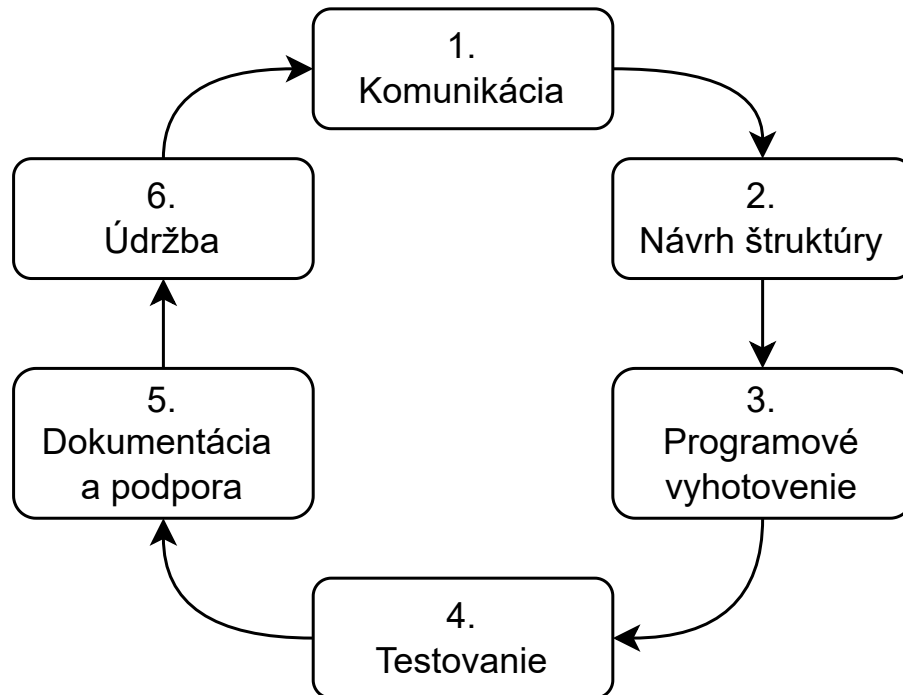 1.
Komunikácia
2.
Návrh štruktúry
3.
Programové
vyhotovenie
4.
Testovanie
5.
Dokumentácia
a podpora
6.
Údržba